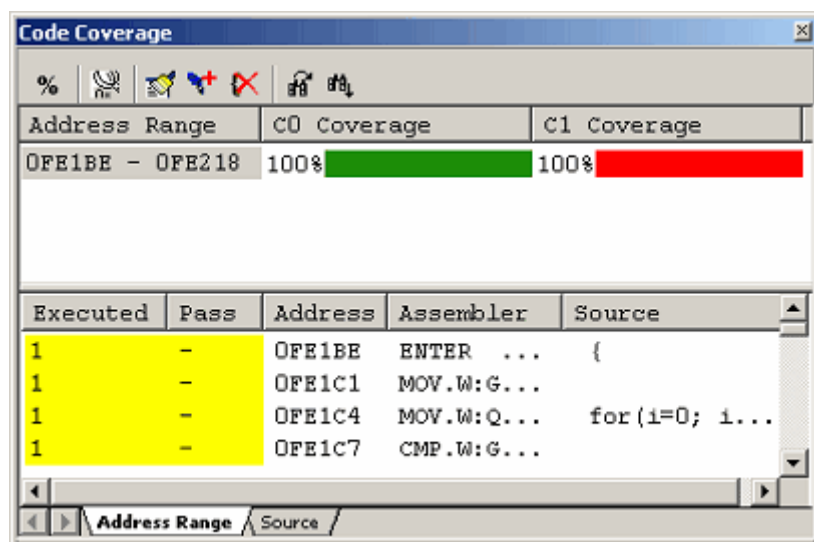 Code Coverage
%
Address Range C0 Coverage C1 Coverage
0FE1BE - 0FE218 100% 100%
Executed Pass Address Assembler Source
1 - 0FE1BE ENTER ... {
1 - 0FE1C1 MOV.W:G...
1 - 0FE1C4 MOV.W:Q... for(i=0; i...
1 - 0FE1C7 CMP.W:G...
Address Range Source